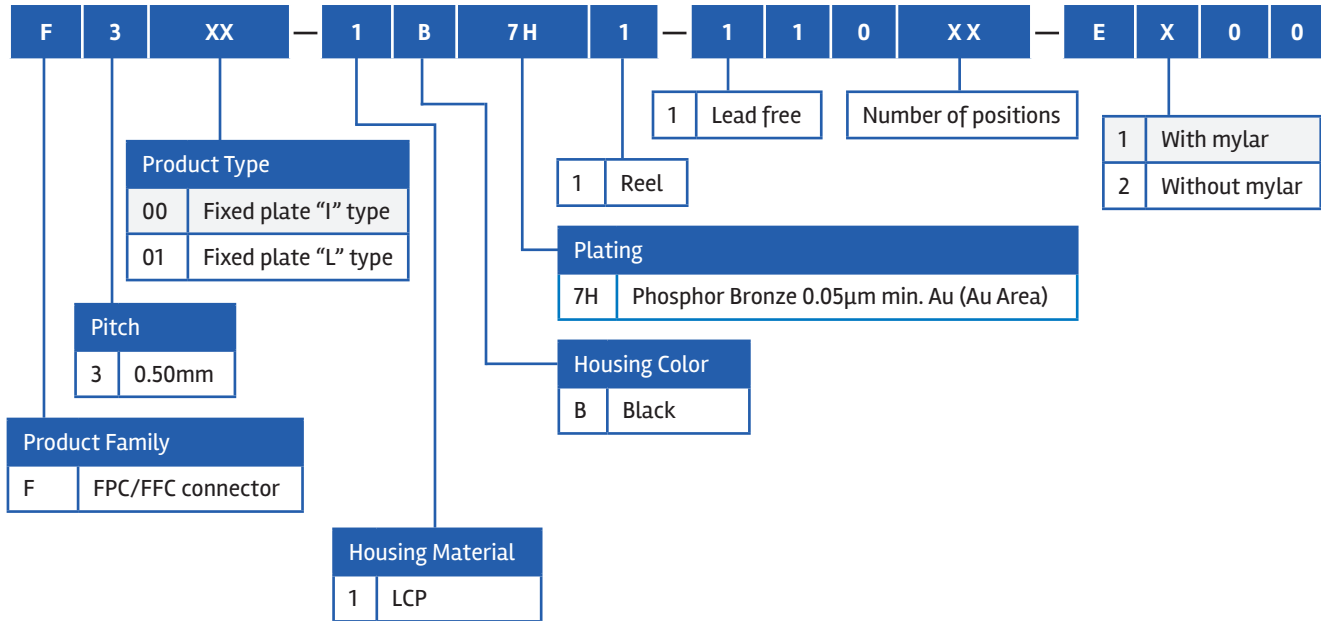 F 3 XX — 1 B 7H 1 — 1 1 0 XX — E X 0 0
1 Lead free
Number of positions
1 With mylar
2 Without mylar
Product Type
00 Fixed plate “I” type
01 Fixed plate “L” type
1 Reel
Plating
7H Phosphor Bronze 0.05µm min. Au (Au Area)
Pitch
3 0.50mm
Housing Color
B Black
Product Family
F FPC/FFC connector
Housing Material
1 LCP